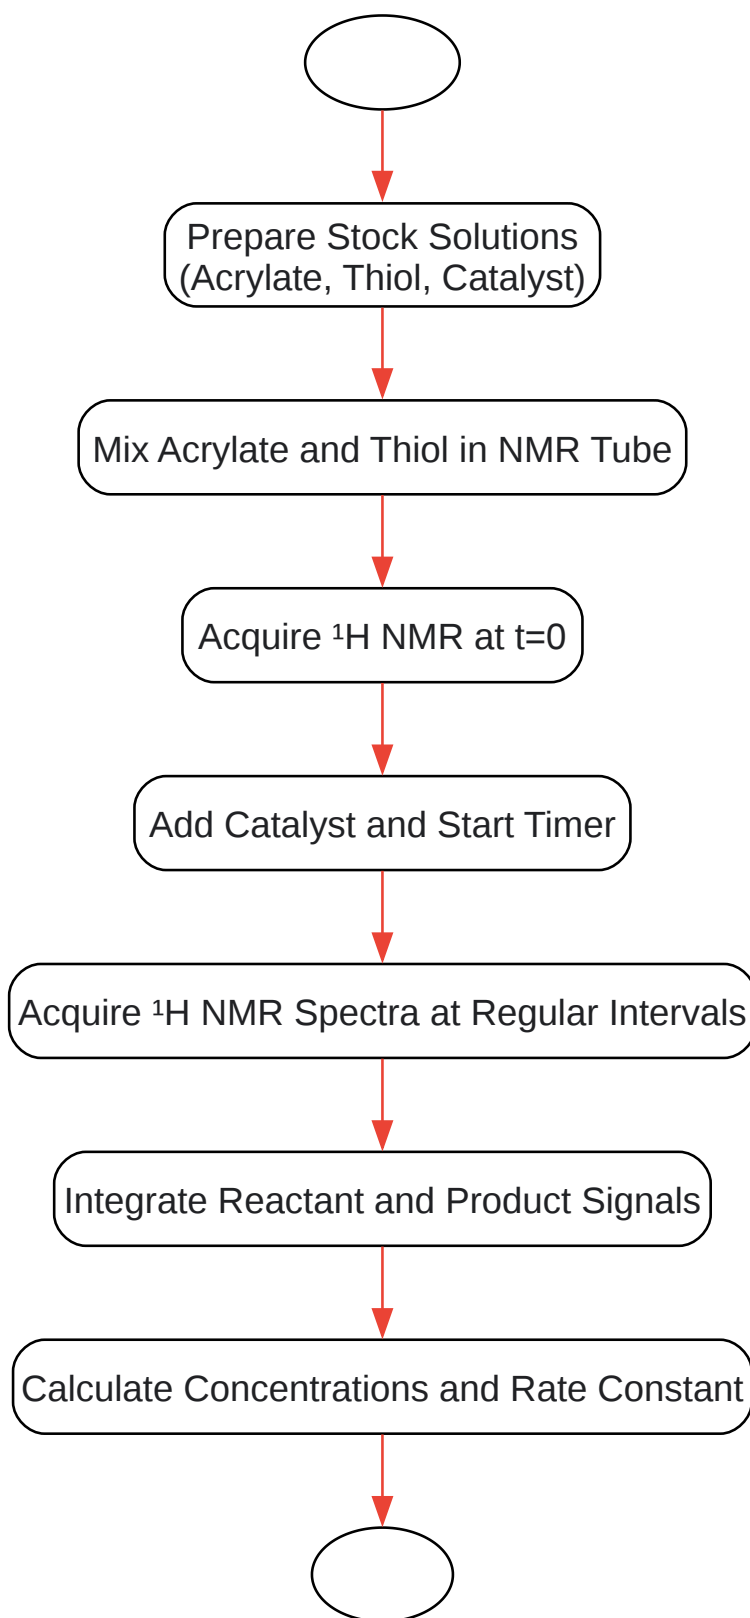 Prepare Stock Solutions
(Acrylate, Thiol, Catalyst)
Mix Acrylate and Thiol in NMR Tube
Acquire ¹H NMR at t=0
Add Catalyst and Start Timer
Acquire ¹H NMR Spectra at Regular Intervals
Integrate Reactant and Product Signals
Calculate Concentrations and Rate Constant